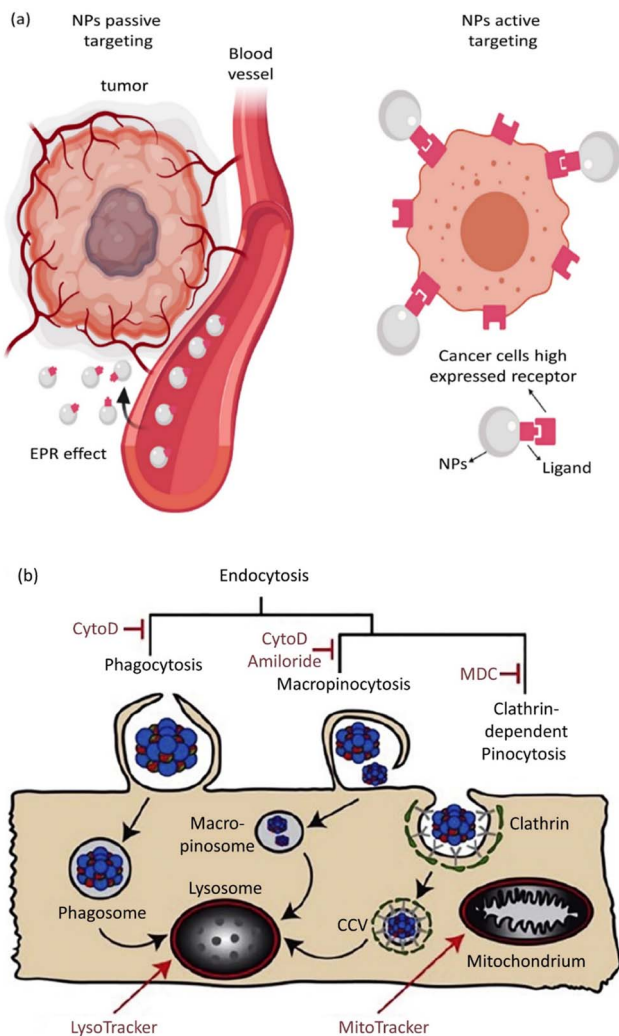 (a)
NPs passive
targeting
NPs active
targeting
Blood
vessel
tumor
EPR effect
Cancer cells high
expressed receptor
NPs
Ligand
(b)
Endocytosis
CytoD
Phagocytosis
CytoD
Amiloride
Macropinocytosis
MDC
Clathrin-
dependent
Pinocytosis
Macro-
pinosome
Clathrin
Phagosome
Lysosome
CCV
Mitochondrium
LysoTracker
MitoTracker